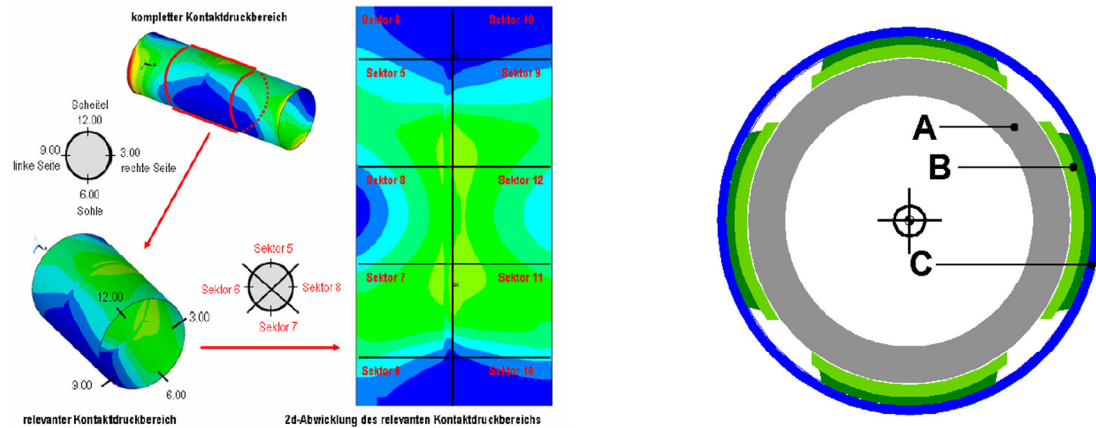 kompletter Kontaktdruckbereich
Scheitel
12.00
9.00
3.00
linke Seite
rechte Seite
6.00
Sohle
12.00
3.00
9.00
6.00
relevanter Kontaktdruckbereich
Sektor 5
Sektor 6
Sektor 8
Sektor 7
Sektor 6
Sektor 10
Sektor 5
Sektor 9
Sektor 8
Sektor 12
Sektor 7
Sektor 11
Sektor 6
Sektor 10
2d-Abwicklung des relevanten Kontaktdruckbereichs
A
B
C